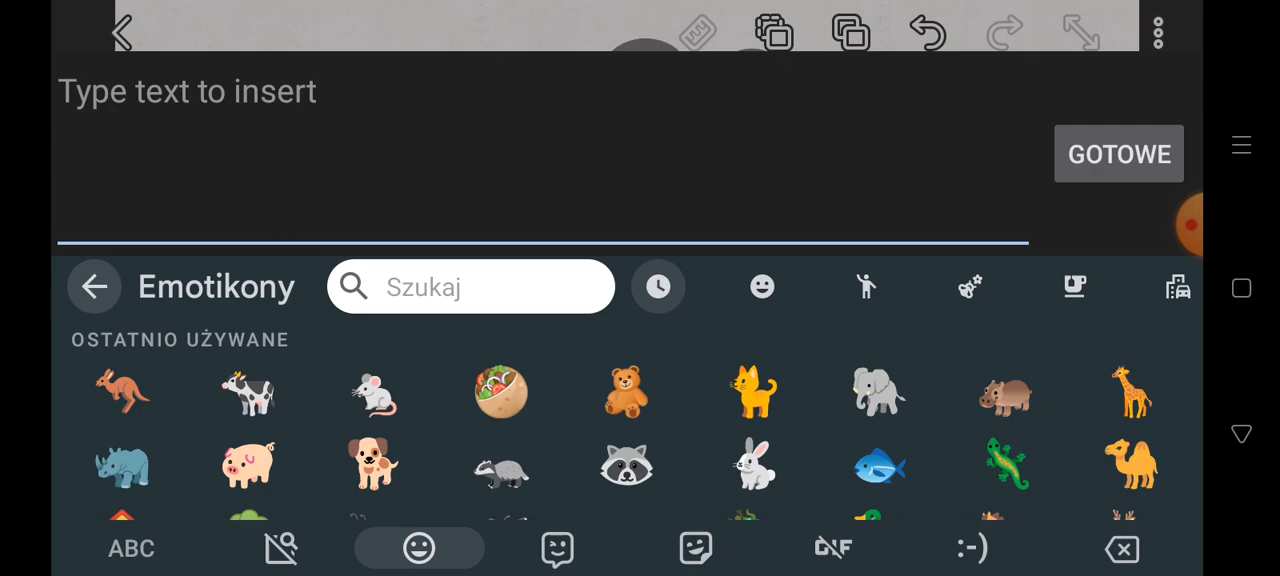 Type text to insert
GOTOWE
Emotikony
Szukaj
OSTATNIO UŻYWANE
ABC
GIF
:-)